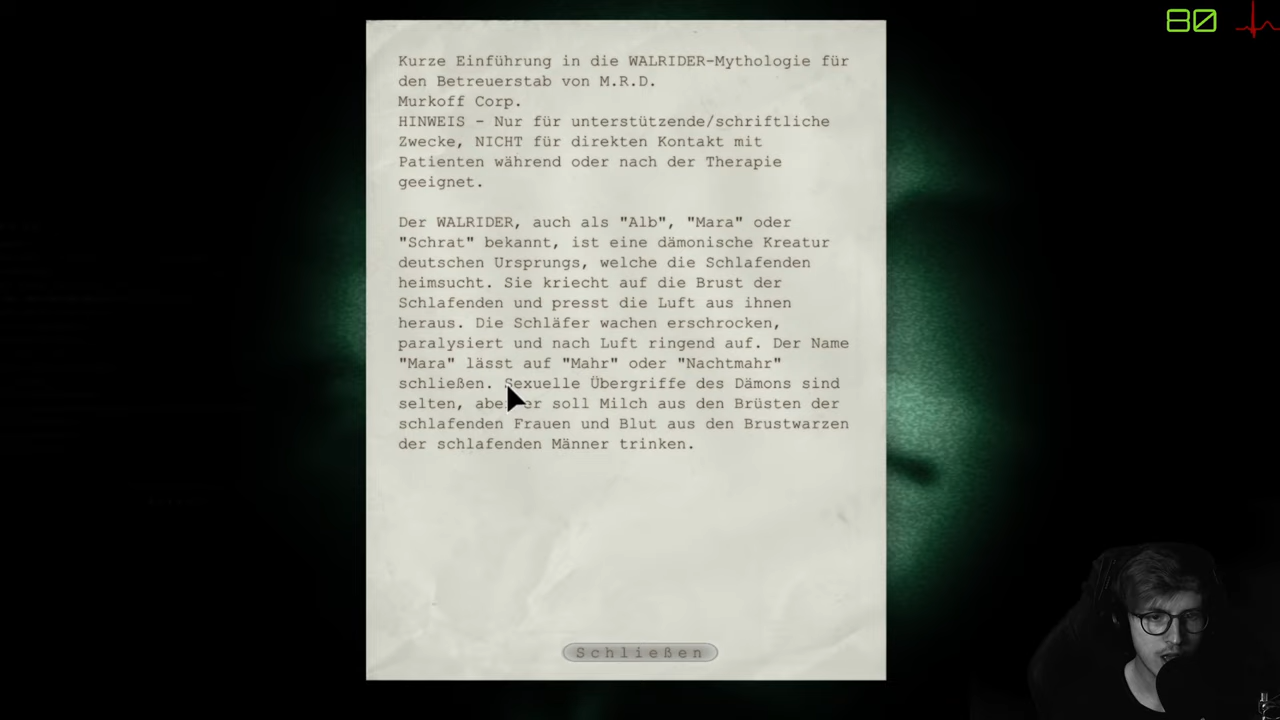 80
Kurze Einführung in die WALRIDER-Mythologie für
den Betreuerstab von M.R.D.
Murkoff Corp.
HINWEIS - Nur für unterstützende/schriftliche
Zwecke, NICHT für direkten Kontakt mit
Patienten während oder nach der Therapie
geeignet.
Der WALRIDER, auch als "Alb", "Mara" oder
"Schrat" bekannt, ist eine dämonische Kreatur
deutschen Ursprungs, welche die Schlafenden
heimsucht. Sie kriecht auf die Brust der
Schlafenden und presst die Luft aus ihnen
heraus. Die Schläfer wachen erschrocken,
paralysiert und nach Luft ringend auf. Der Name
"Mara" lässt auf "Mahr" oder "Nachtmahr"
schließen. Sexuelle Übergriffe des Dämons sind
selten, aber er soll Milch aus den Brüsten der
schlafenden Frauen und Blut aus den Brustwarzen
der schlafenden Männer trinken.
Schließen